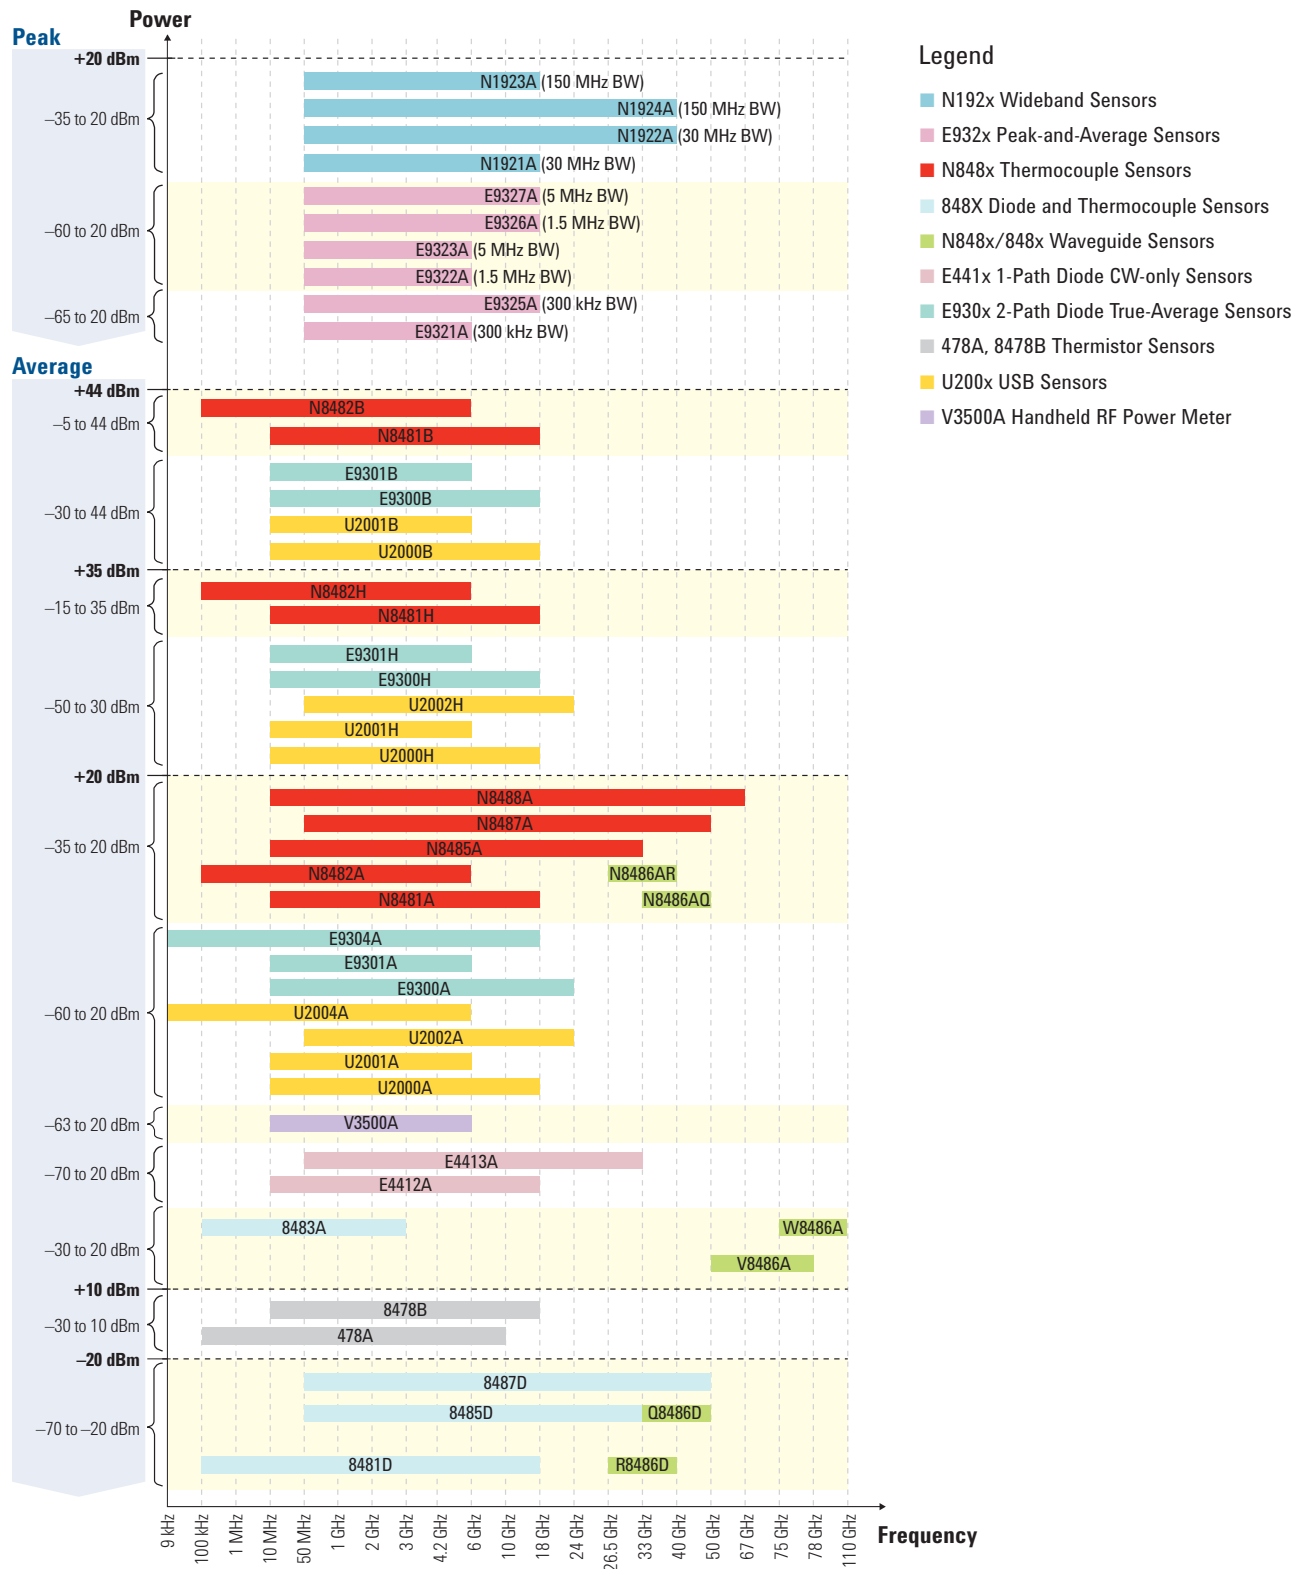 Power
Peak
+20 dBm
N1923A (150 MHz BW)
N1924A (150 MHz BW)
–35 to 20 dBm
N1922A (30 MHz BW)
N1921A (30 MHz BW)
E9327A (5 MHz BW)
E9326A (1.5 MHz BW)
–60 to 20 dBm
E9323A (5 MHz BW)
E9322A (1.5 MHz BW)
E9325A (300 kHz BW)
–65 to 20 dBm
E9321A (300 kHz BW)
Legend
N192x Wideband Sensors
E932x Peak-and-Average Sensors
N848x Thermocouple Sensors
848X Diode and Thermocouple Sensors
N848x/848x Waveguide Sensors
E441x 1-Path Diode CW-only Sensors
E930x 2-Path Diode True-Average Sensors
478A, 8478B Thermistor Sensors
U200x USB Sensors
V3500A Handheld RF Power Meter
Average
+44 dBm
N8482B
–5 to 44 dBm
N8481B
E9301B
E9300B
–30 to 44 dBm
U2001B
U2000B
+35 dBm
N8482H
–15 to 35 dBm
N8481H
E9301H
E9300H
–50 to 30 dBm
U2002H
U2001H
U2000H
+20 dBm
N8488A
N8487A
–35 to 20 dBm
N8485A
N8482A N8486AR
N8481A N8486AQ
E9304A
E9301A
E9300A
–60 to 20 dBm
U2004A
U2002A
U2001A
U2000A
–63 to 20 dBm
V3500A
E4413A
–70 to 20 dBm
E4412A
8483A W8486A
–30 to 20 dBm
V8486A
+10 dBm
8478B
–30 to 10 dBm
478A
–20 dBm
8487D
8485D Q8486D
–70 to –20 dBm
8481D R8486D
9 kHz
100 kHz
1 MHz
10 MHz
50 MHz
1 GHz
2 GHz
3 GHz
4.2 GHz
6 GHz
10 GHz
18 GHz
24 GHz
26.5 GHz
33 GHz
40 GHz
50 GHz
67 GHz
75 GHz
78 GHz
110 GHz
Frequency